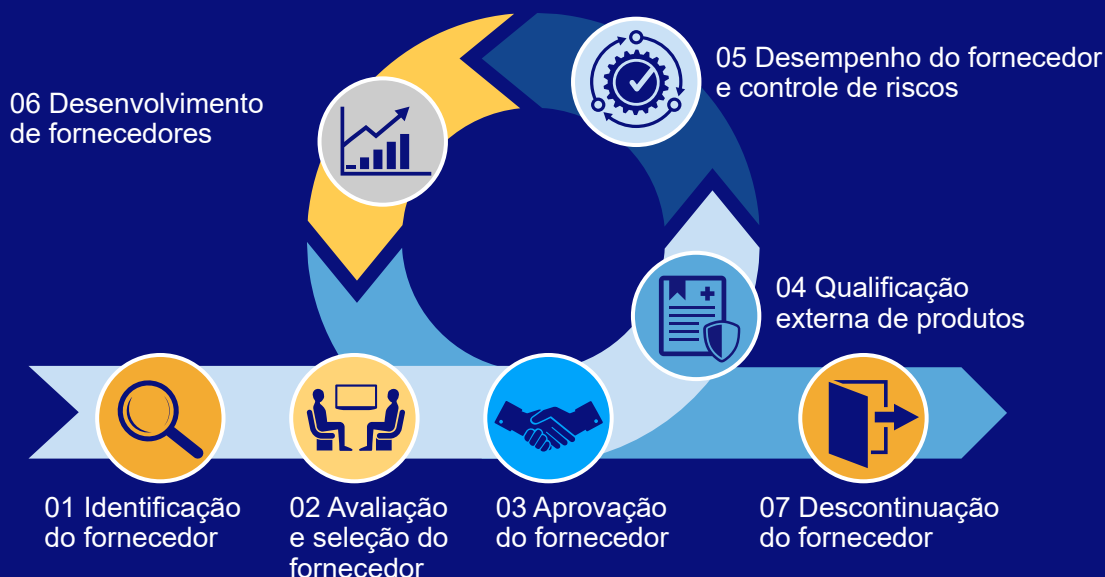 01 Identificação
do fornecedor
02 Avaliação
e seleção do
fornecedor
03 Aprovação
do fornecedor
04 Qualificação
externa de produtos
05 Desempenho do fornecedor
e controle de riscos
06 Desenvolvimento
de fornecedores
07 Descontinuação
do fornecedor